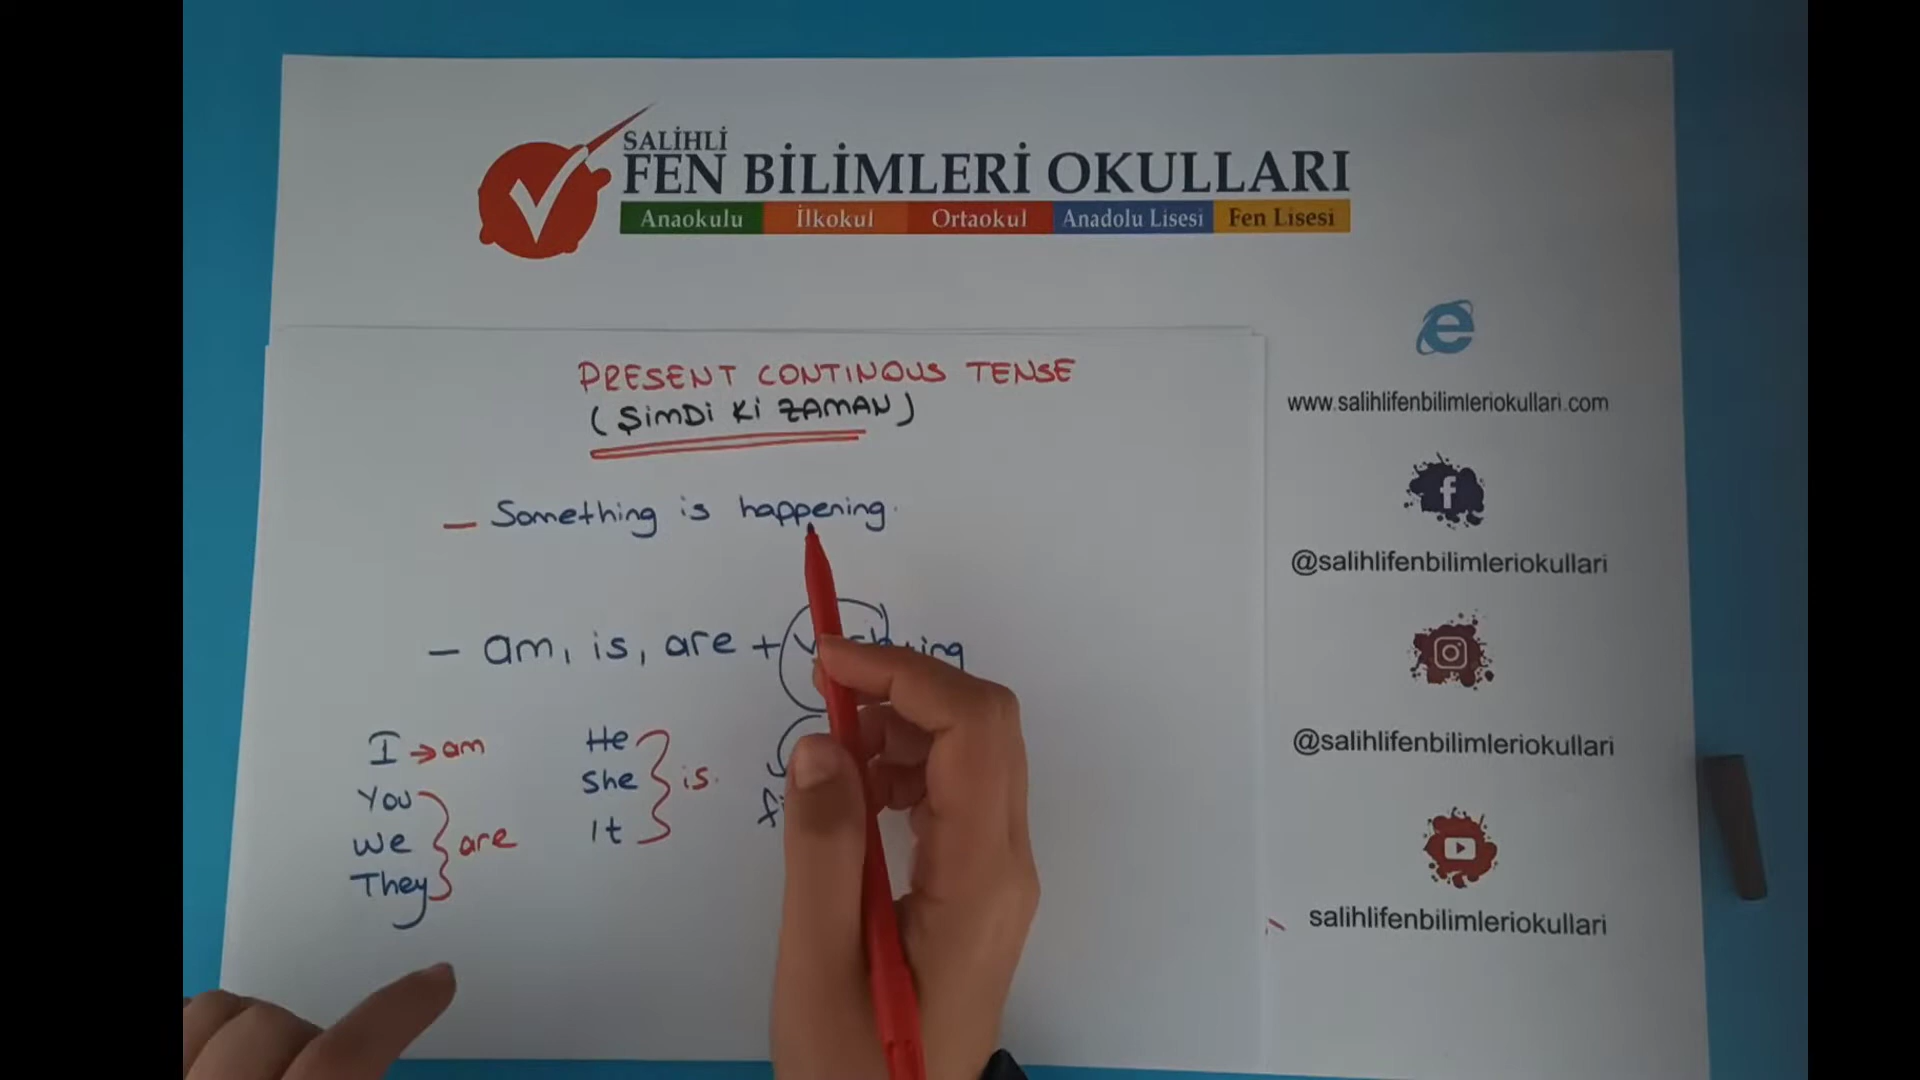 SALİHLİ
FEN BİLİMLERİ OKULLARI
Anaokulu İlkokul Ortaokul Anadolu Lisesi Fen Lisesi
www.salihlifenbilimleriokullari.com
@salihlifenbilimleriokullari
@salihlifenbilimleriokullari
salihlifenbilimleriokullari
PRESENT CONTINOUS TENSE
(ŞİMDİ Kİ ZAMAN)
- Something is happening.
- am, is, are + ing
I → am
You
We
They
are
He
She
It
is.